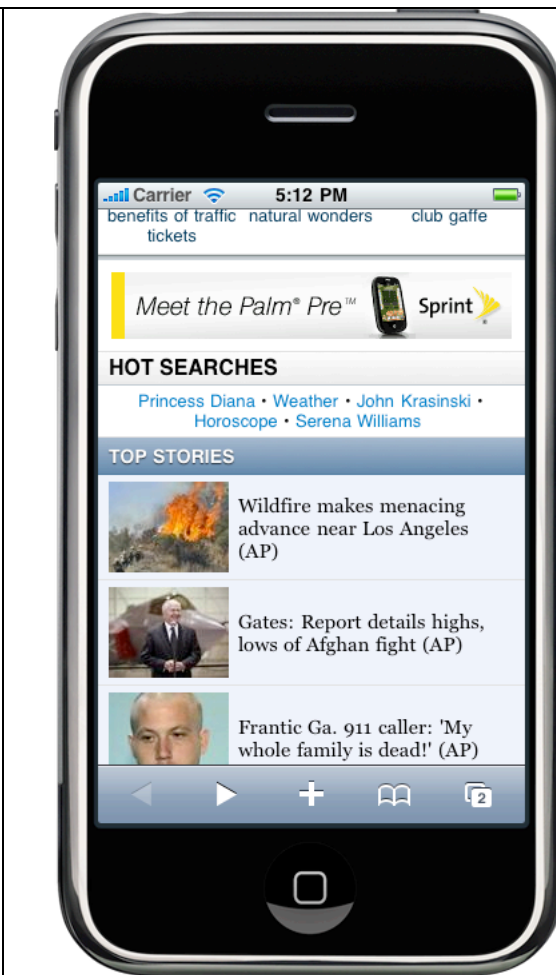 Carrier 5:12 PM
benefits of traffic natural wonders club gaffe
tickets
Meet the Palm® Pre™ Sprint
HOT SEARCHES
Princess Diana • Weather • John Krasinski •
Horoscope • Serena Williams
TOP STORIES
Wildfire makes menacing
advance near Los Angeles
(AP)
Gates: Report details highs,
lows of Afghan fight (AP)
Frantic Ga. 911 caller: 'My
whole family is dead!' (AP)
2